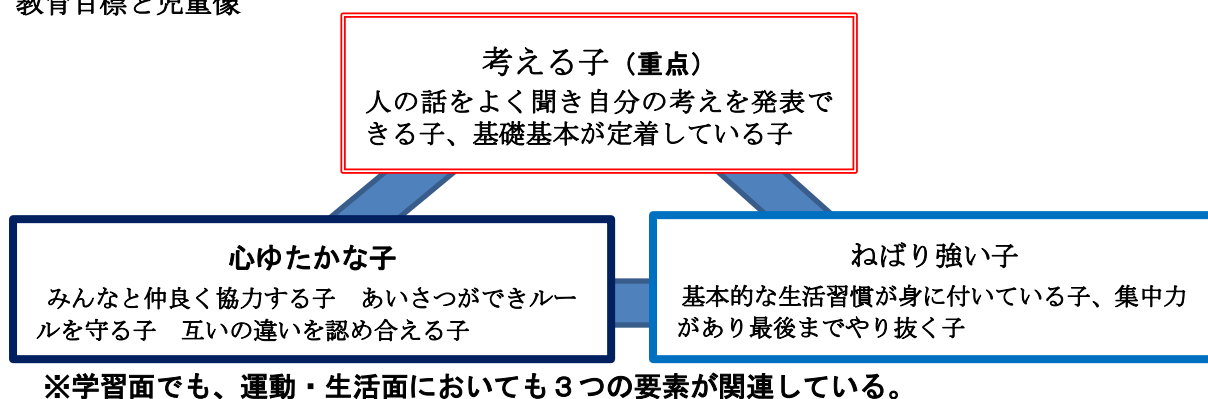 教育目標と児童像
考える子（重点）
人の話をよく聞き自分の考えを発表で
きる子、基礎基本が定着している子
心ゆたかな子
みんなと仲良く協力する子　あいさつができルー
ルを守る子　互いの違いを認め合える子
ねばり強い子
基本的な生活習慣が身に付いている子、集中力
があり最後までやり抜く子
※学習面でも、運動・生活面においても３つの要素が関連している。